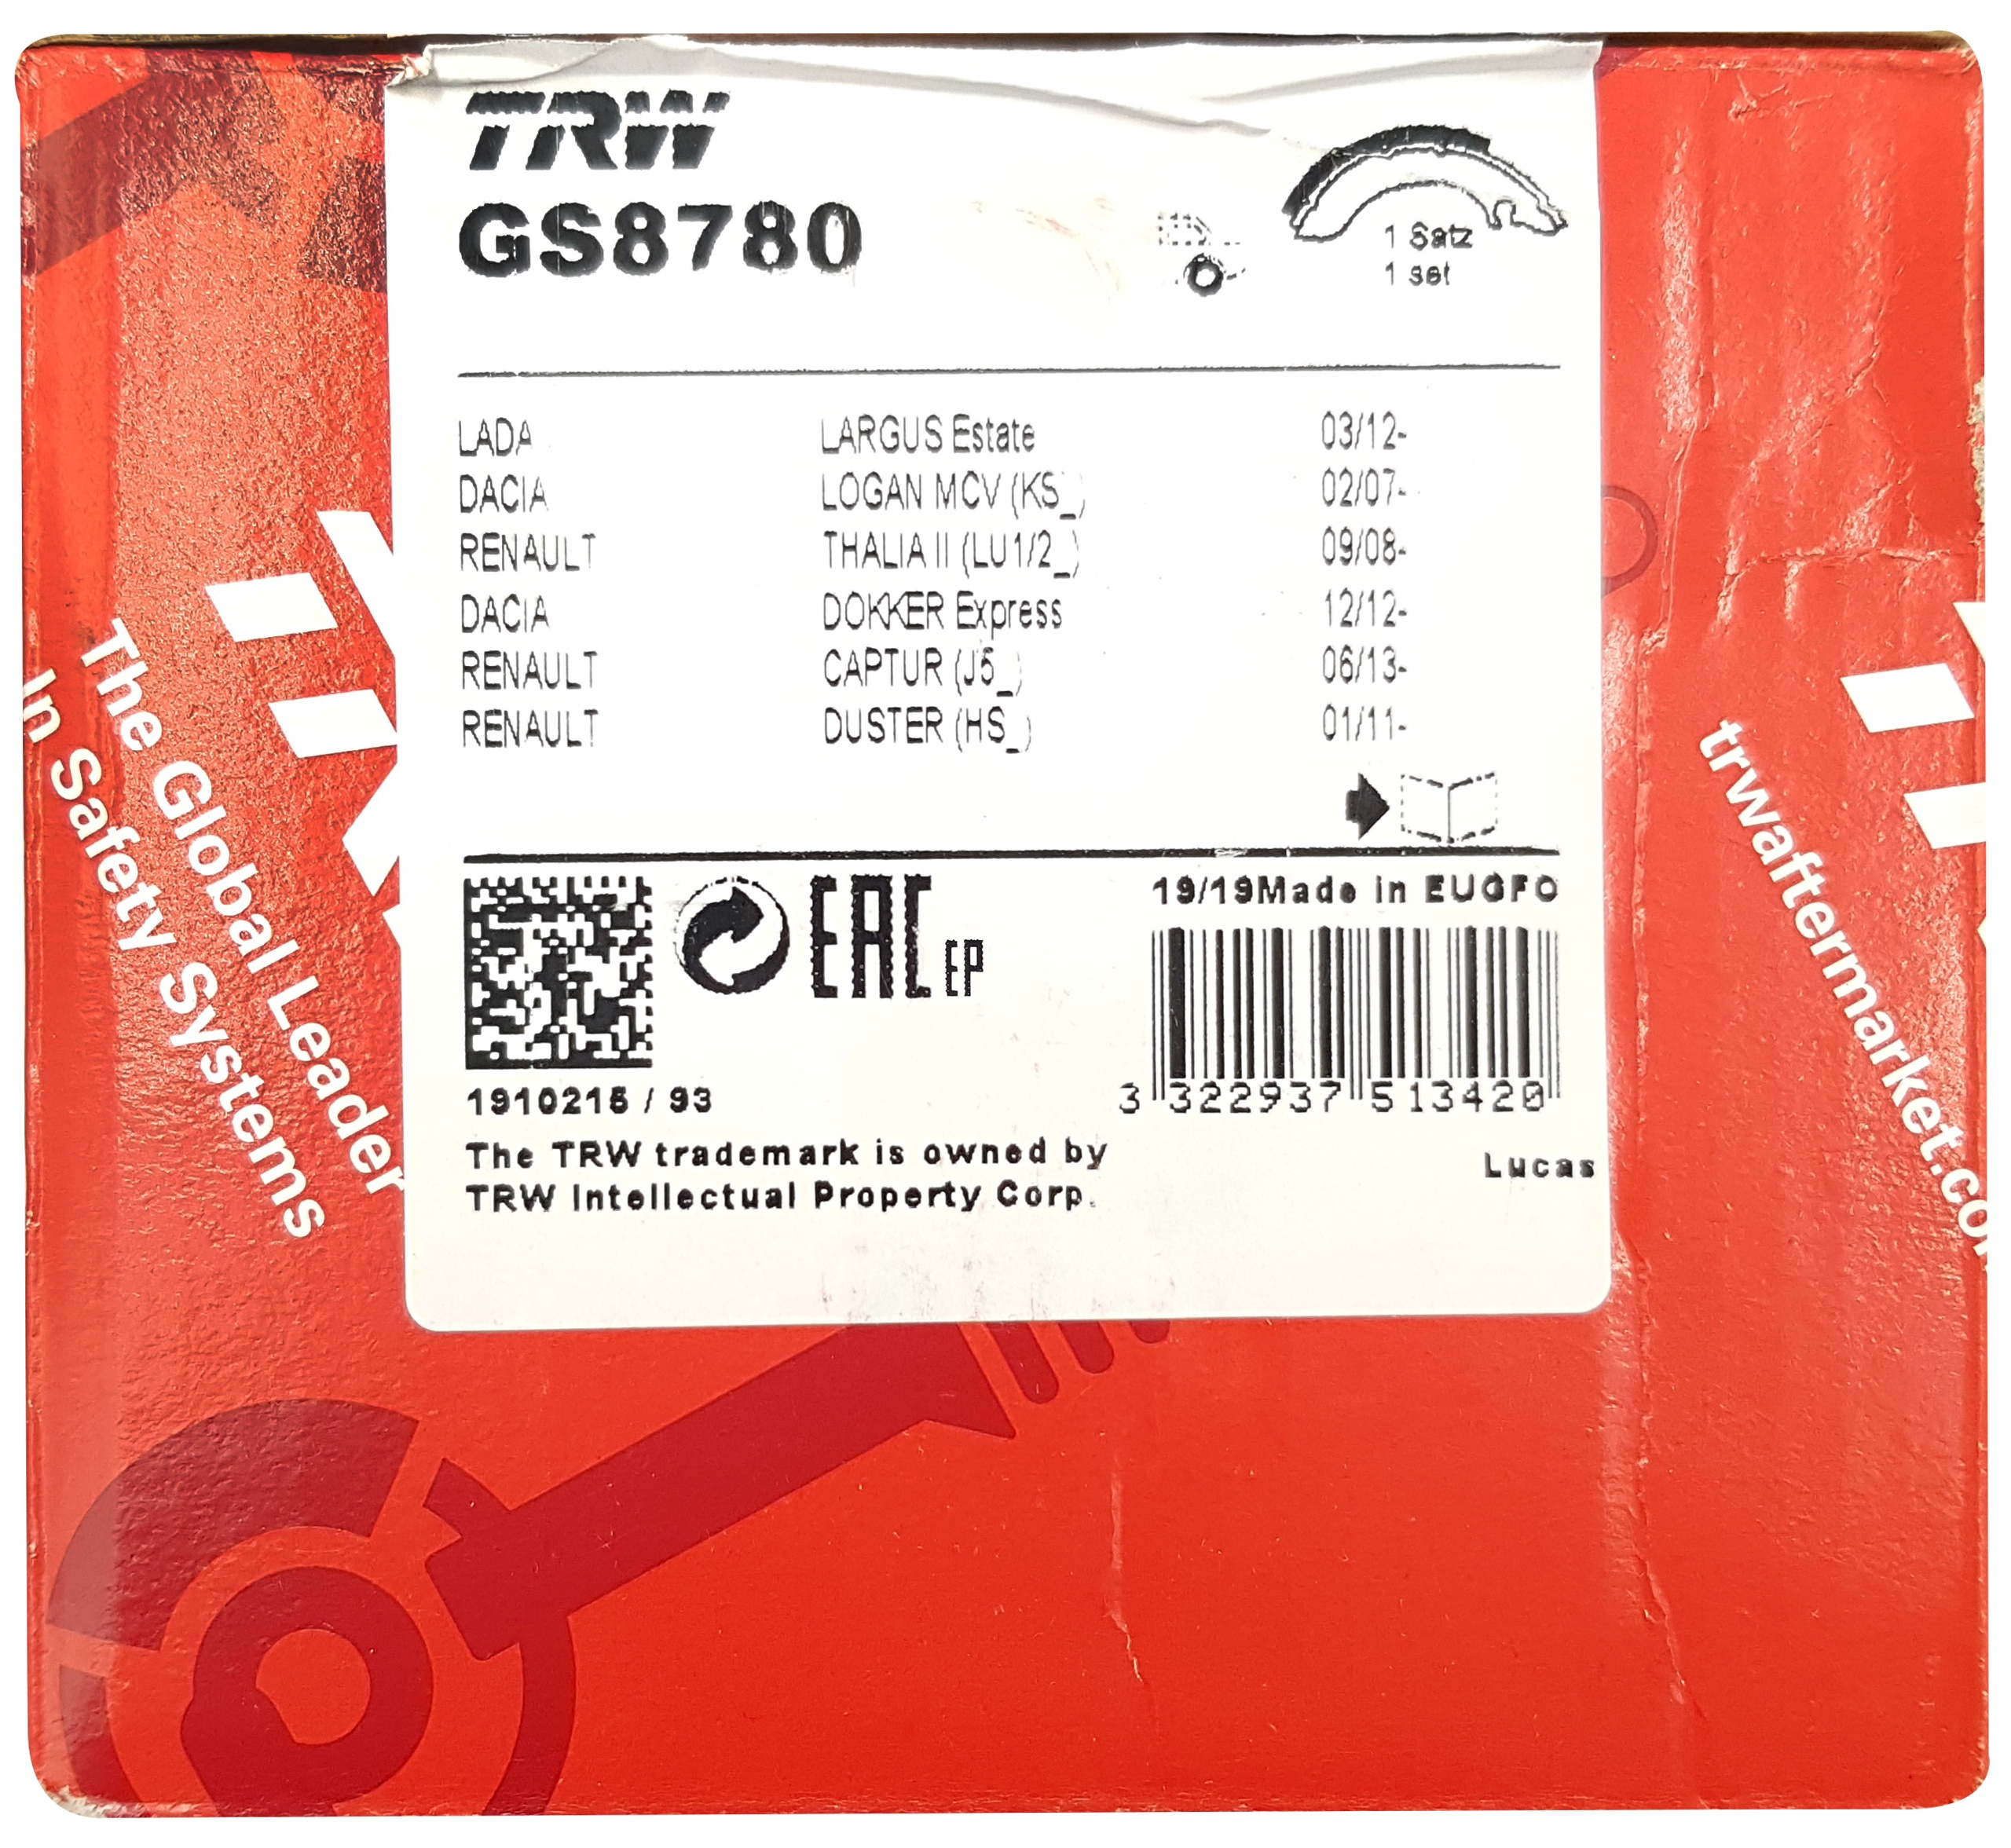 TRW
GS8780
1 Satz
1 set
LADA LARGUS Estate 03/12-
DACIA LOGAN MCV (KS_) 02/07-
RENAULT THALIA II (LU1/2_) 09/08-
DACIA DOKKER Express 12/12-
RENAULT CAPTUR (J5_) 06/13-
RENAULT DUSTER (HS_) 01/11-
EAC EP
19/19Made in EUGFO
3 322937 513420
1910215 / 93
The TRW trademark is owned by
TRW Intellectual Property Corp.
Lucas
The Global Leader
In Safety Systems
trwaftermarket.com